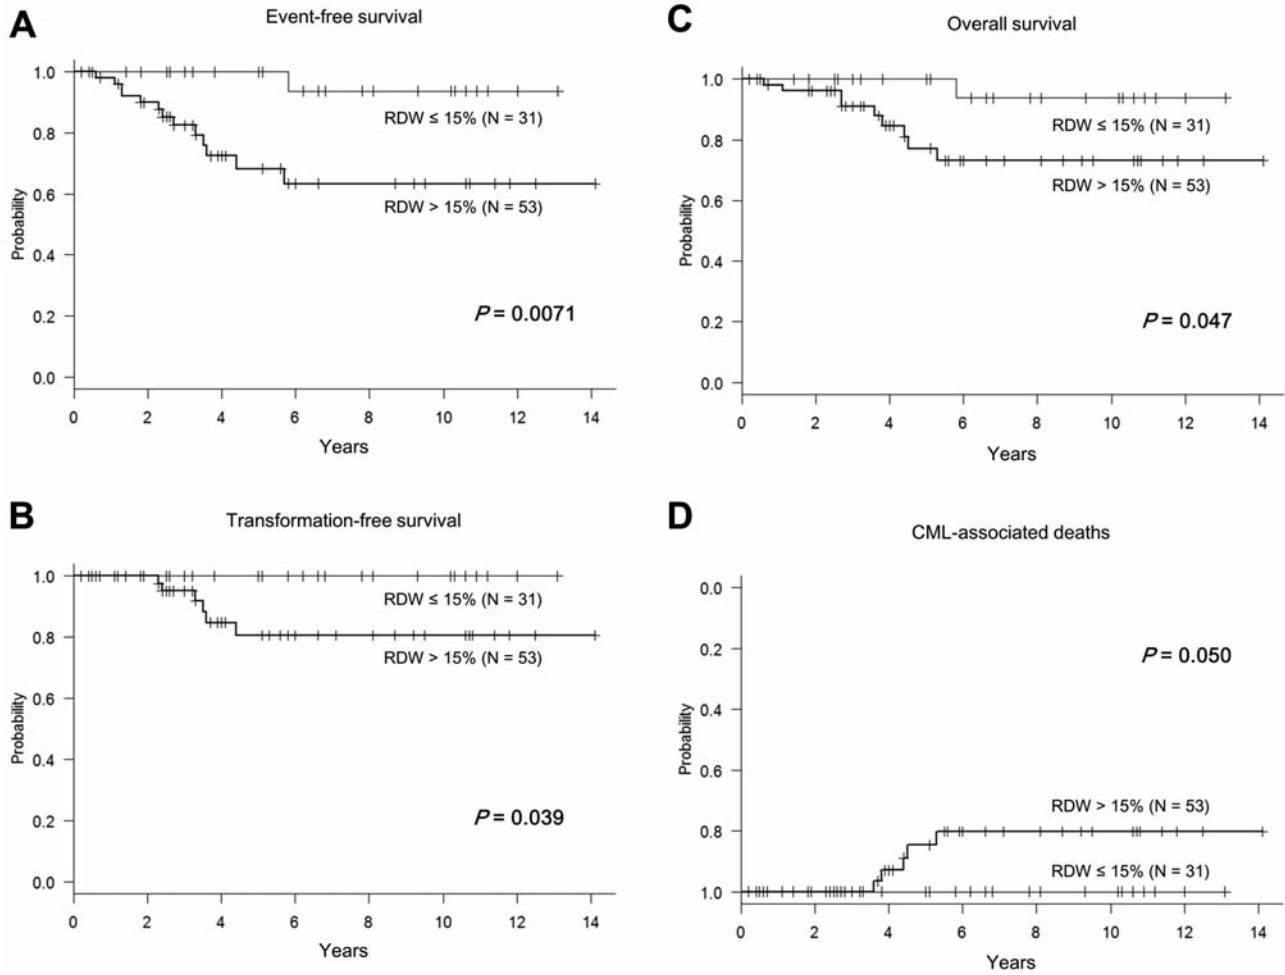 A
Event-free survival
1.0
0.8
0.6
0.4
0.2
0.0
Probability
RDW ≤ 15% (N = 31)
RDW > 15% (N = 53)
P = 0.0071
0 2 4 6 8 10 12 14
Years
B
Transformation-free survival
1.0
0.8
0.6
0.4
0.2
0.0
Probability
RDW ≤ 15% (N = 31)
RDW > 15% (N = 53)
P = 0.039
0 2 4 6 8 10 12 14
Years
C
Overall survival
1.0
0.8
0.6
0.4
0.2
0.0
Probability
RDW ≤ 15% (N = 31)
RDW > 15% (N = 53)
P = 0.047
0 2 4 6 8 10 12 14
Years
D
CML-associated deaths
0.0
0.2
0.4
0.6
0.8
1.0
Probability
P = 0.050
RDW > 15% (N = 53)
RDW ≤ 15% (N = 31)
0 2 4 6 8 10 12 14
Years